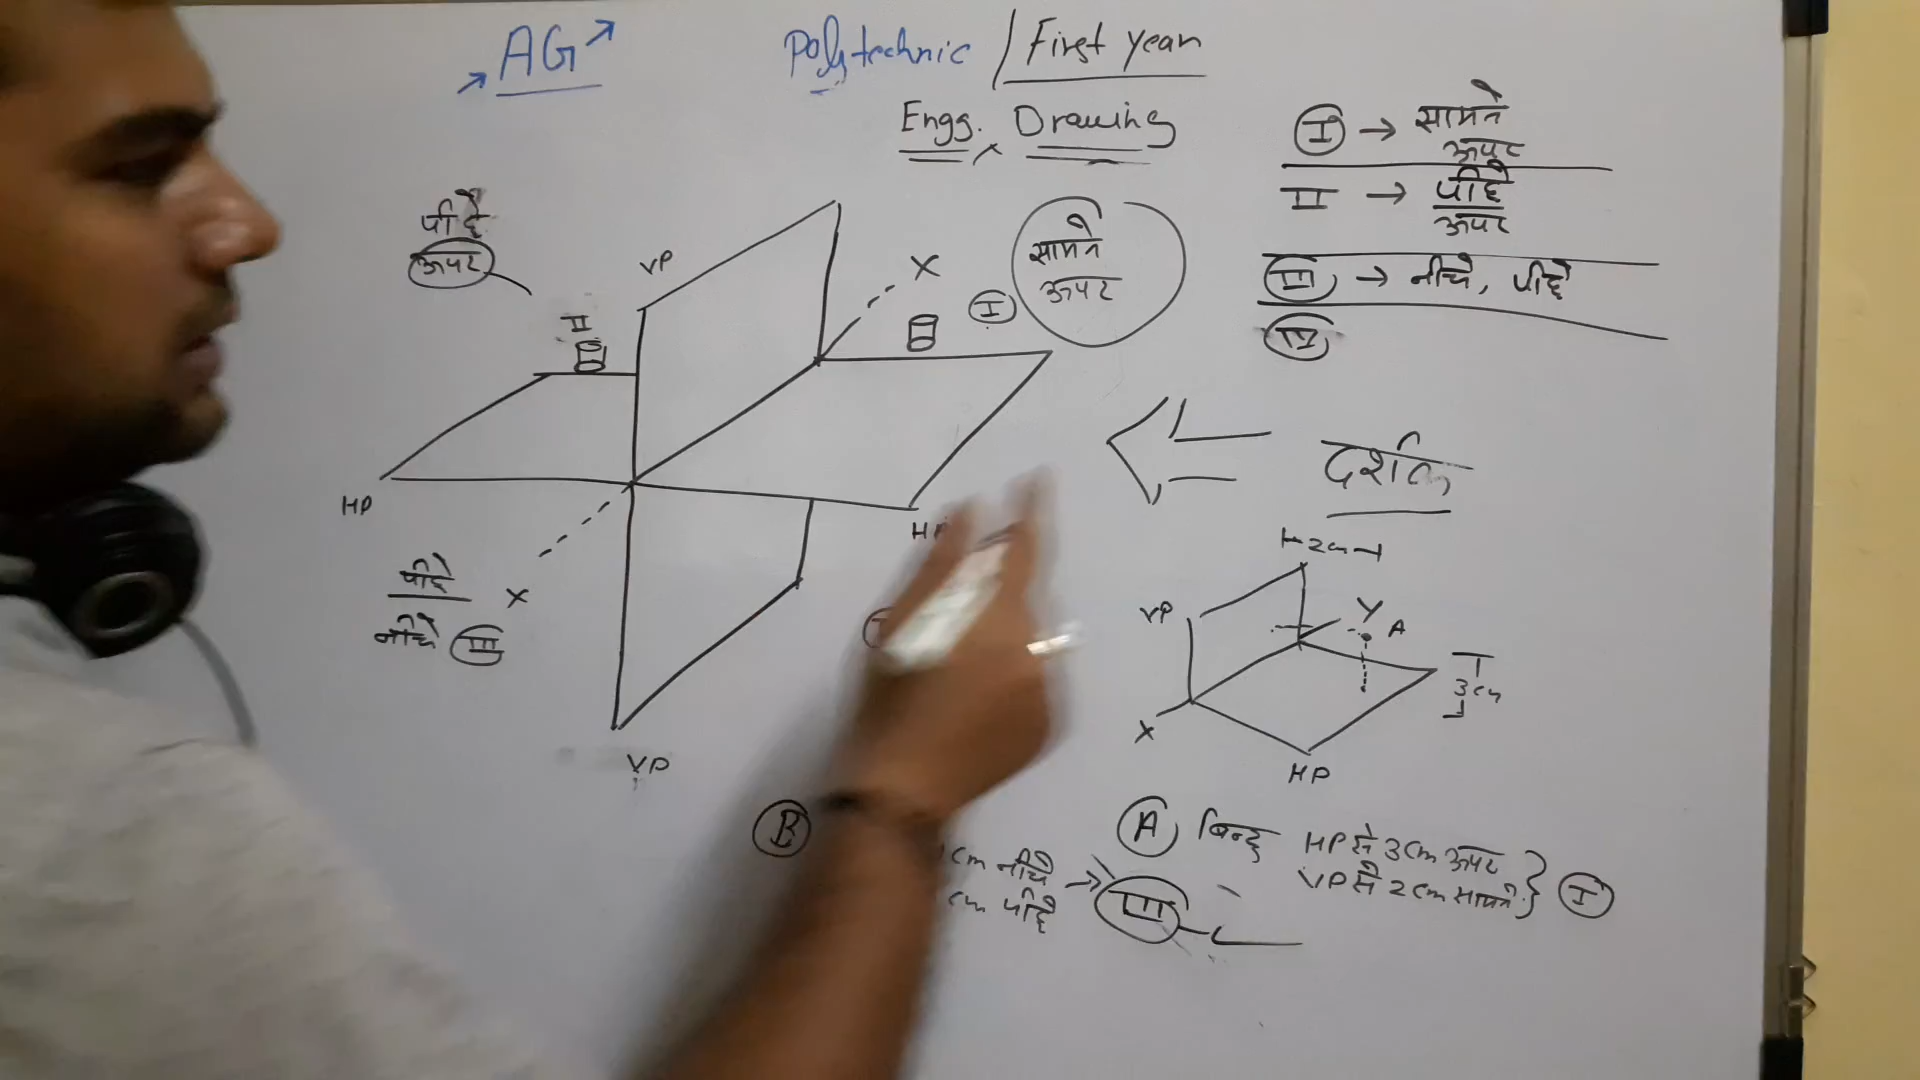 AG
Polytechnic / First year
Engg. Drawing
I → सामने
ऊपर
II → पीछे
ऊपर
III → नीचे, पीछे
IV
पीछे
ऊपर
II
VP
X
I
सामने
ऊपर
HP
दर्शक
पीछे
नीचे III
X
VP
2cm
VP
Y
A
3cm
X
HP
B
cm नीचे
cm पीछे
→ III
A बिन्दु HP से 3cm ऊपर
VP से 2cm सामने } I